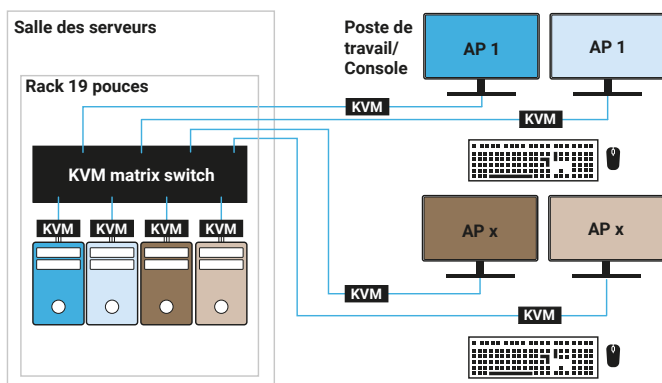 Salle des serveurs
Rack 19 pouces
KVM matrix switch
KVM KVM KVM KVM
Poste de
travail/
Console
AP 1 AP 1
KVM
KVM
AP x AP x
KVM
KVM